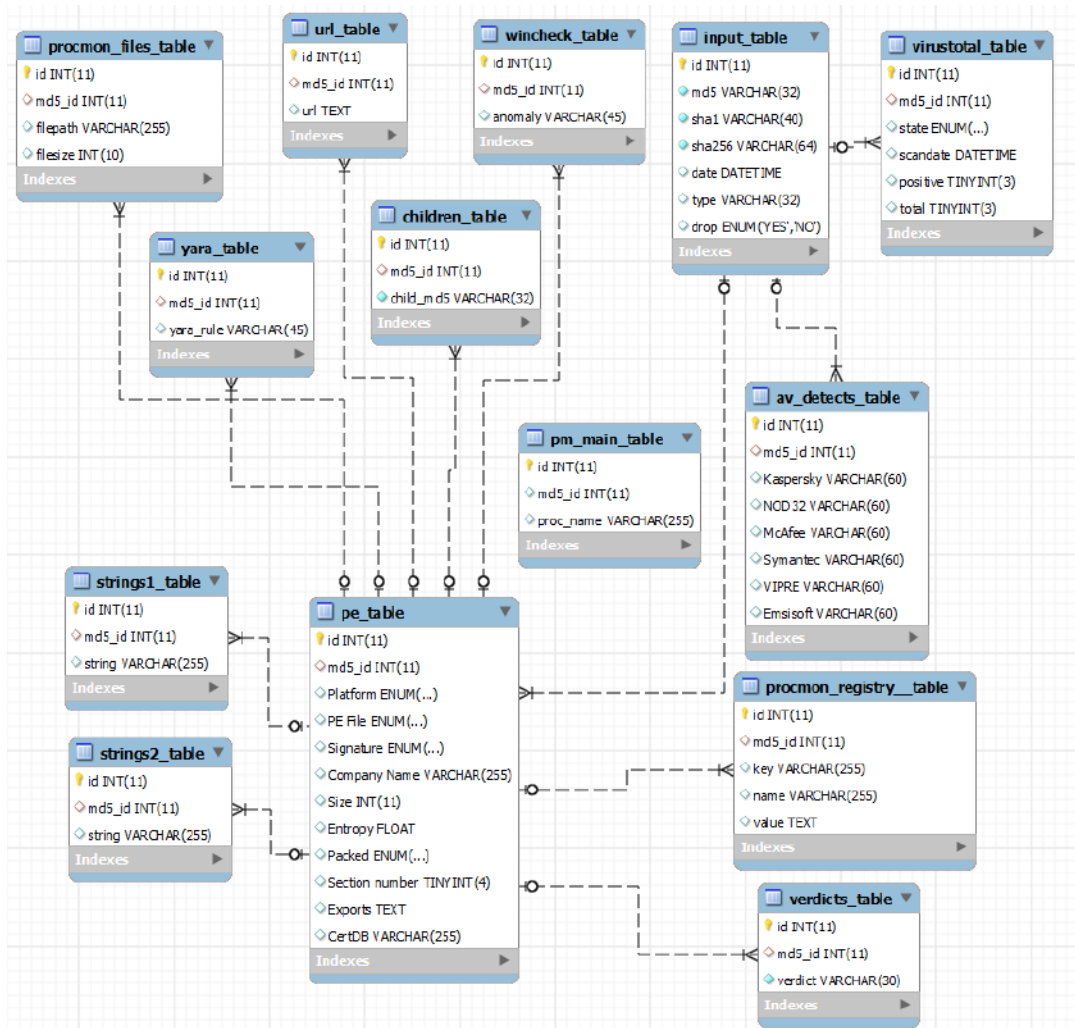 procmon_files_table
id INT(11)
md5_id INT(11)
filepath VARCHAR(255)
filesize INT(10)
Indexes
url_table
id INT(11)
md5_id INT(11)
url TEXT
Indexes
wincheck_table
id INT(11)
md5_id INT(11)
anomaly VARCHAR(45)
Indexes
input_table
id INT(11)
md5 VARCHAR(32)
sha1 VARCHAR(40)
sha256 VARCHAR(64)
date DATETIME
type VARCHAR(32)
drop ENUM('YES','NO')
Indexes
virustotal_table
id INT(11)
md5_id INT(11)
state ENUM(...)
scandate DATETIME
positive TINYINT(3)
total TINYINT(3)
Indexes
yara_table
id INT(11)
md5_id INT(11)
yara_rule VARCHAR(45)
Indexes
children_table
id INT(11)
md5_id INT(11)
child_md5 VARCHAR(32)
Indexes
av_detects_table
id INT(11)
md5_id INT(11)
Kaspersky VARCHAR(60)
NOD32 VARCHAR(60)
McAfee VARCHAR(60)
Symantec VARCHAR(60)
VIPRE VARCHAR(60)
Emsisoft VARCHAR(60)
Indexes
pm_main_table
id INT(11)
md5_id INT(11)
proc_name VARCHAR(255)
Indexes
strings1_table
id INT(11)
md5_id INT(11)
string VARCHAR(255)
Indexes
pe_table
id INT(11)
md5_id INT(11)
Platform ENUM(...)
PE File ENUM(...)
Signature ENUM(...)
Company Name VARCHAR(255)
Size INT(11)
Entropy FLOAT
Packed ENUM(...)
Section number TINYINT(4)
Exports TEXT
CertDB VARCHAR(255)
Indexes
procmon_registry__table
id INT(11)
md5_id INT(11)
key VARCHAR(255)
name VARCHAR(255)
value TEXT
Indexes
strings2_table
id INT(11)
md5_id INT(11)
string VARCHAR(255)
Indexes
verdicts_table
id INT(11)
md5_id INT(11)
verdict VARCHAR(30)
Indexes